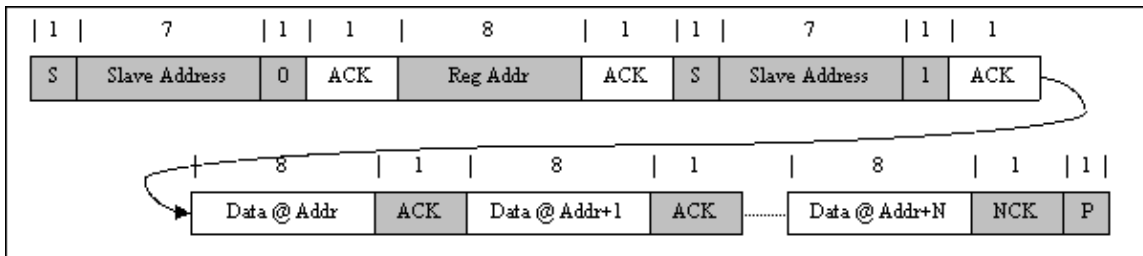 | 1 | 7 | 1 | 1 | 8 | 1 | 1 | 7 | 1 | 1
S Slave Address 0 ACK Reg Addr ACK S Slave Address 1 ACK
| 8 | 1 | 8 | 1 | 8 | 1 | 1 |
Data @ Addr ACK Data @ Addr+1 ACK ......... Data @ Addr+N NCK P